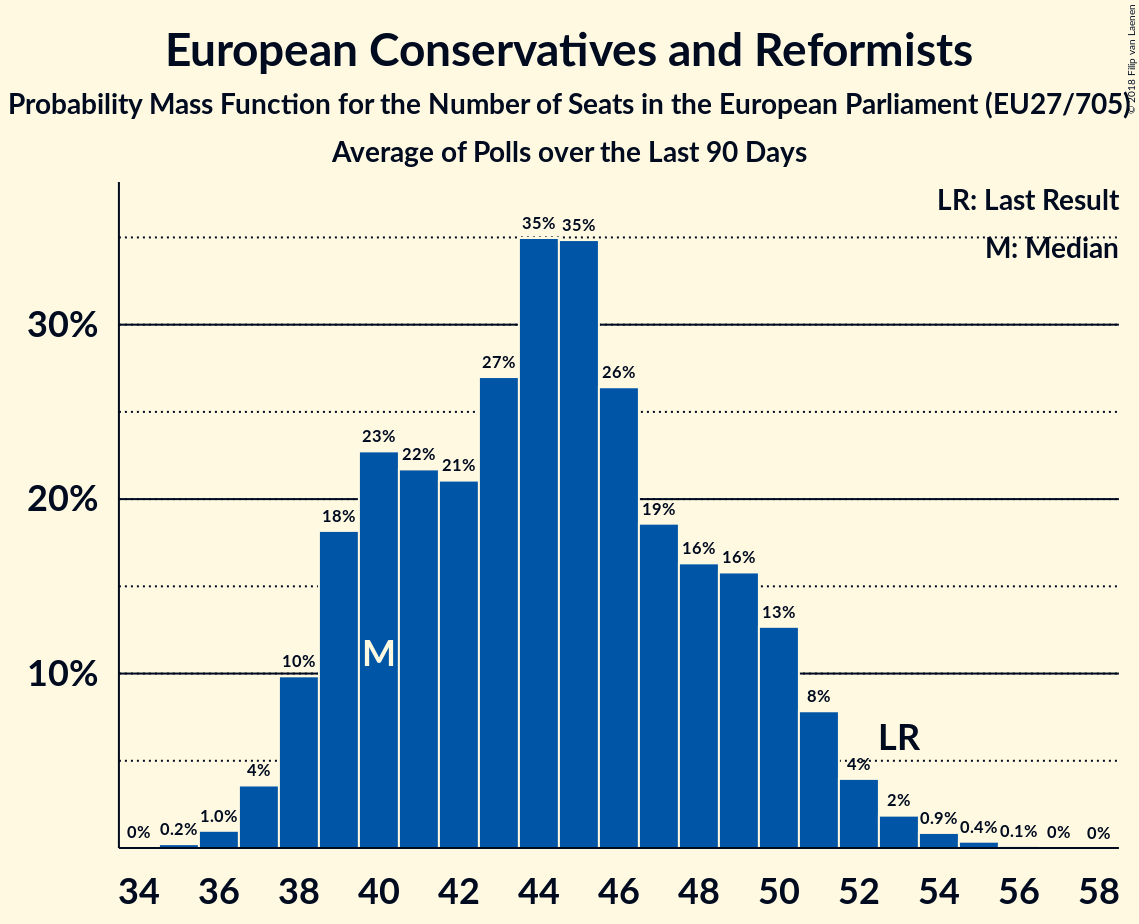 European Conservatives and Reformists
Probability Mass Function for the Number of Seats in the European Parliament (EU27/705)
Average of Polls over the Last 90 Days
© 2018 Filip van Laenen
LR: Last Result
M: Median
35% 35%
30%
27% 26%
23% 22% 21%
20%
18% 19%
16% 16%
13%
M
10%
10%
8%
LR
4% 4%
2%
0% 0.2% 1.0% 0.9% 0.4% 0.1% 0% 0%
34 36 38 40 42 44 46 48 50 52 54 56 58